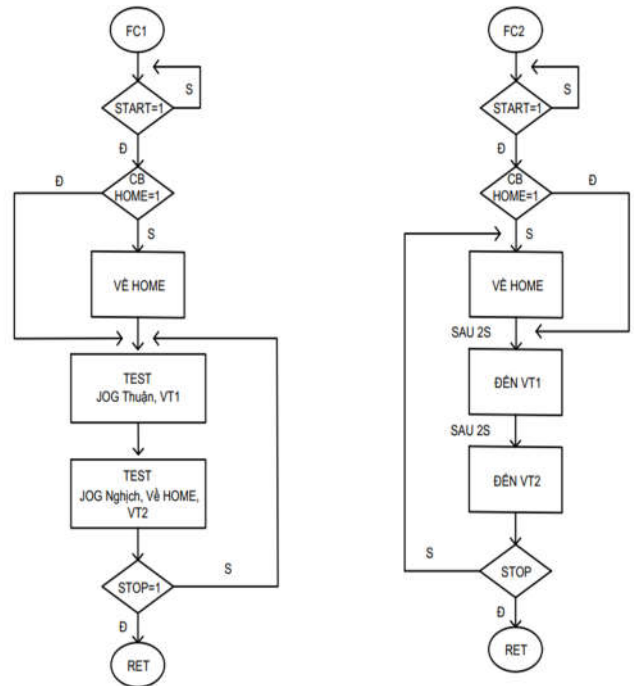 FC1
S
START=1
Đ
Đ
CB
HOME=1
S
VỀ HOME
TEST
JOG Thuận, VT1
TEST
JOG Nghịch, Về HOME,
VT2
S
STOP=1
Đ
RET
FC2
S
START=1
Đ
CB
HOME=1
Đ
S
VỀ HOME
SAU 2S
ĐẾN VT1
SAU 2S
ĐẾN VT2
S
STOP
Đ
RET